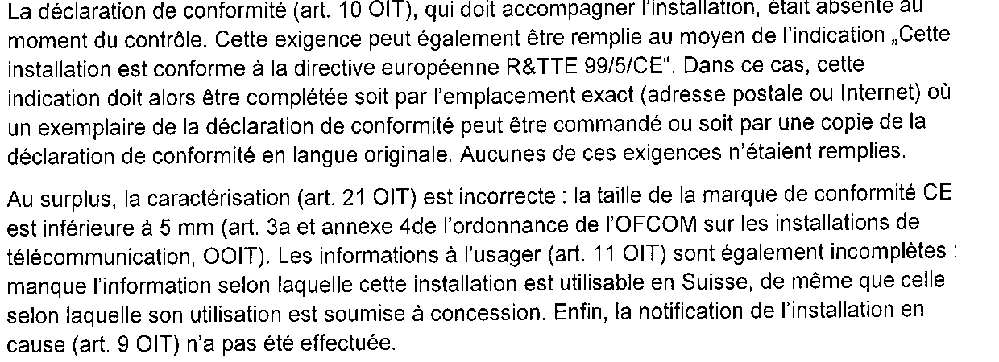 La déclaration de conformité (art. 10 OIT), qui doit accompagner l'installation, était absente au
moment du contrôle. Cette exigence peut également être remplie au moyen de l'indication „Cette
installation est conforme à la directive européenne R&TTE 99/5/CE". Dans ce cas, cette
indication doit alors être complétée soit par l'emplacement exact (adresse postale ou Internet) où
un exemplaire de la déclaration de conformité peut être commandé ou soit par une copie de la
déclaration de conformité en langue originale. Aucunes de ces exigences n'étaient remplies.
Au surplus, la caractérisation (art. 21 OIT) est incorrecte : la taille de la marque de conformité CE
est inférieure à 5 mm (art. 3a et annexe 4de l'ordonnance de l'OFCOM sur les installations de
télécommunication, OOIT). Les informations à l'usager (art. 11 OIT) sont également incomplètes :
manque l'information selon laquelle cette installation est utilisable en Suisse, de même que celle
selon laquelle son utilisation est soumise à concession. Enfin, la notification de l'installation en
cause (art. 9 OIT) n'a pas été effectuée.